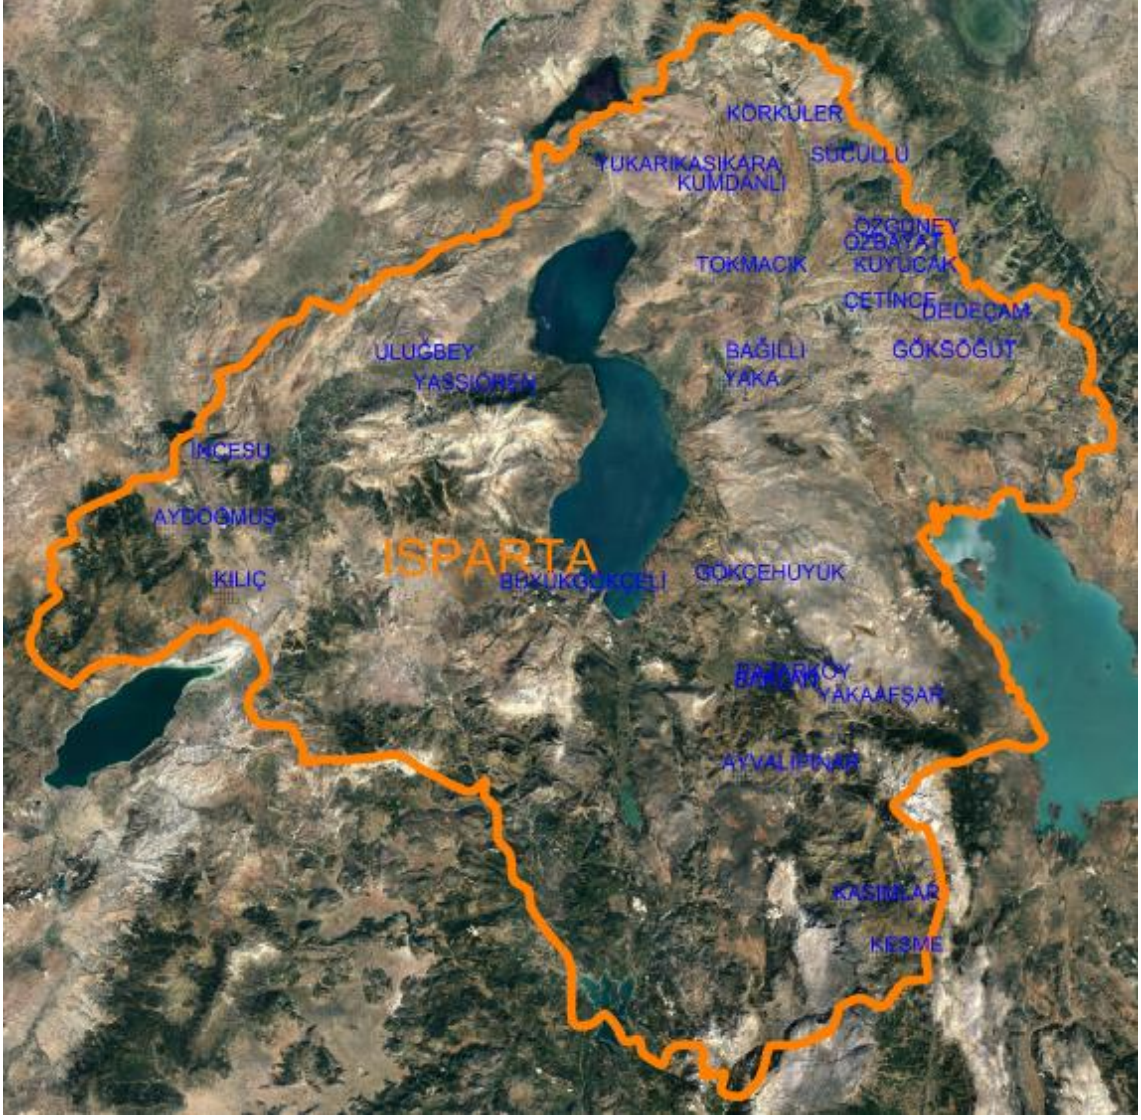 KORKULER
SÜCÜLLÜ
YUKARIKAŞIKARA
KUMDANLI
ÖZGÜNEY
ÖZBAYAT
TOKMACIK
KUYUCAK
ÇETİNCE
DEDEÇAM
ULUĞBEY
BAĞILLI
GÖKSÖĞÜT
YASSIÖREN
YAKA
İNCESU
AYDOĞMUŞ
ISPARTA
KILIÇ
BÜYÜKGÖKÇELİ
GÖKÇEHÜYÜK
PAZARKÖY
YAKAAFŞAR
AYVALIPINAR
KASIMLAR
KESME